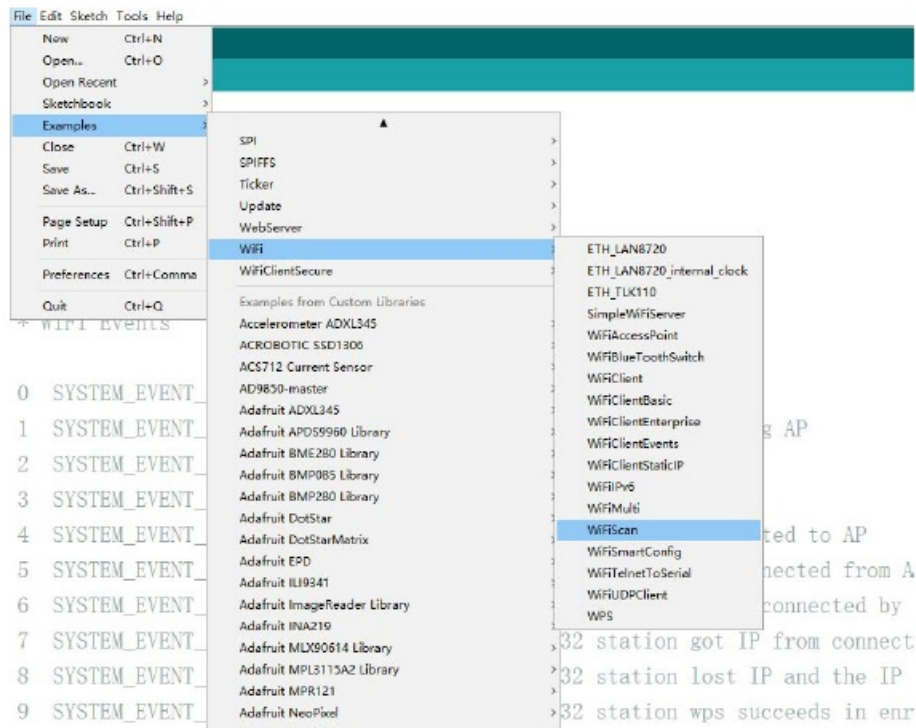 File Edit Sketch Tools Help
New Ctrl+N
Open... Ctrl+O
Open Recent
Sketchbook
Examples
Close Ctrl+W
Save Ctrl+S
Save As... Ctrl+Shift+S
Page Setup Ctrl+Shift+P
Print Ctrl+P
Preferences Ctrl+Comma
Quit Ctrl+Q
SPI
SPIFFS
Ticker
Update
WebServer
WiFi
WiFiClientSecure
Examples from Custom Libraries
Accelerometer ADXL345
ACROBOTIC SSD1306
ACS712 Current Sensor
AD9850-master
Adafruit ADXL345
Adafruit APDS9960 Library
Adafruit BME280 Library
Adafruit BMP085 Library
Adafruit BMP280 Library
Adafruit DotStar
Adafruit DotStarMatrix
Adafruit EPD
Adafruit ILI9341
Adafruit ImageReader Library
Adafruit INA219
Adafruit MLX90614 Library
Adafruit MPL3115A2 Library
Adafruit MPR121
Adafruit NeoPixel
ETH_LAN8720
ETH_LAN8720_internal_clock
ETH_TLK110
SimpleWiFiServer
WiFiAccessPoint
WiFiBlueToothSwitch
WiFiClient
WiFiClientBasic
WiFiClientEnterprise
WiFiClientEvents
WiFiClientStaticIP
WiFiIPv6
WiFiMulti
WiFiScan
WiFiSmartConfig
WiFiTelnetToSerial
WiFiUDPClient
WPS
* WiFi Events
0 SYSTEM_EVENT_
1 SYSTEM_EVENT_ g AP
2 SYSTEM_EVENT_
3 SYSTEM_EVENT_
4 SYSTEM_EVENT_ ted to AP
5 SYSTEM_EVENT_ nected from A
6 SYSTEM_EVENT_ connected by
7 SYSTEM_EVENT_ 32 station got IP from connect
8 SYSTEM_EVENT_ 32 station lost IP and the IP
9 SYSTEM_EVENT_ 32 station wps succeeds in enr